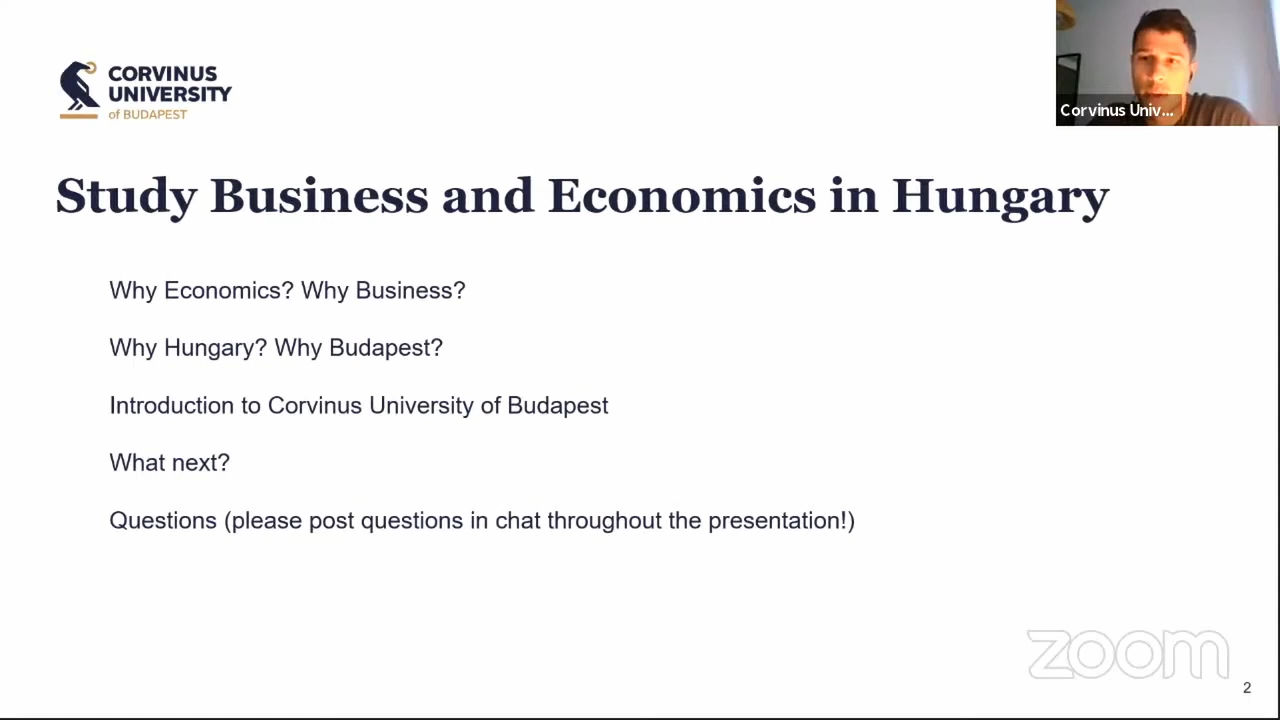 CORVINUS
UNIVERSITY
of BUDAPEST
Corvinus Univ...
Study Business and Economics in Hungary
Why Economics? Why Business?
Why Hungary? Why Budapest?
Introduction to Corvinus University of Budapest
What next?
Questions (please post questions in chat throughout the presentation!)
zoom
2